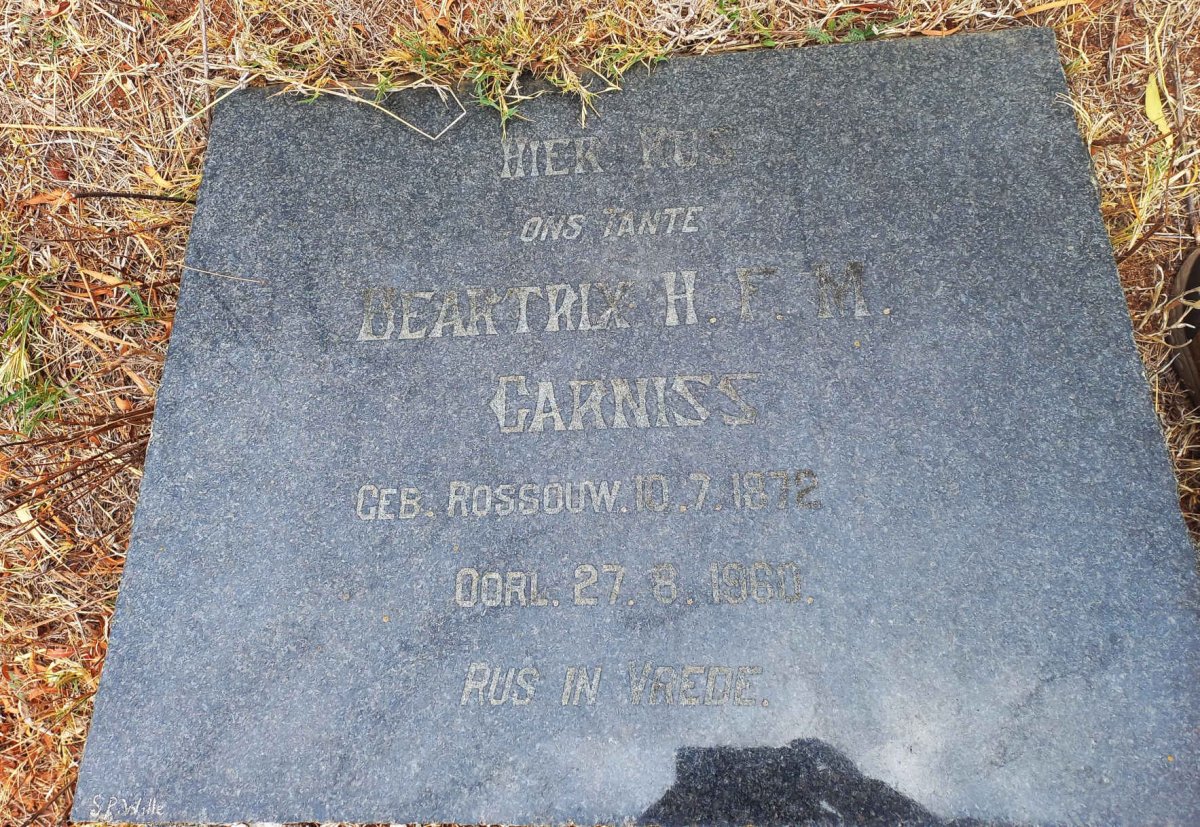 HIER RUS
ONS TANTE
BEARTRIX H. F. M.
GARNISS
GEB. ROSSOUW. 10.7.1872
OORL. 27.8.1960.
RUS IN VREDE.
S.R.Wille